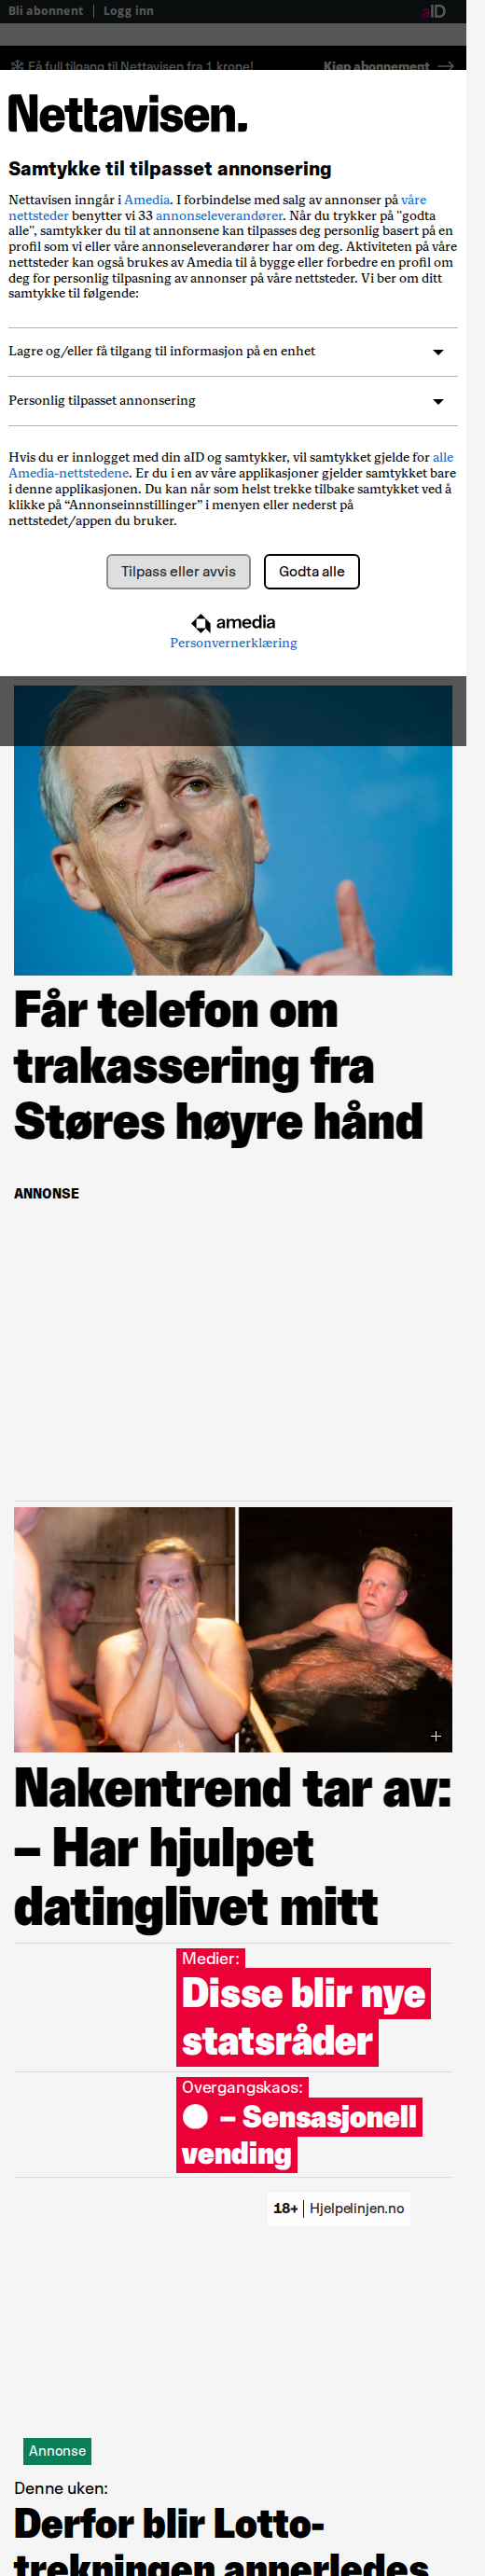 Bli abonnent | Logg inn
aID
Få full tilgang til Nettavisen fra 1 krone!
Kjøp abonnement →
Nettavisen.
Samtykke til tilpasset annonsering
Nettavisen inngår i Amedia. I forbindelse med salg av annonser på våre
nettsteder benytter vi 33 annonseleverandører. Når du trykker på "godta
alle", samtykker du til at annonsene kan tilpasses deg personlig basert på en
profil som vi eller våre annonseleverandører har om deg. Aktiviteten på våre
nettsteder kan også brukes av Amedia til å bygge eller forbedre en profil om
deg for personlig tilpasning av annonser på våre nettsteder. Vi ber om ditt
samtykke til følgende:
Lagre og/eller få tilgang til informasjon på en enhet
Personlig tilpasset annonsering
Hvis du er innlogget med din aID og samtykker, vil samtykket gjelde for alle
Amedia-nettstedene. Er du i en av våre applikasjoner gjelder samtykket bare
i denne applikasjonen. Du kan når som helst trekke tilbake samtykket ved å
klikke på “Annonseinnstillinger” i menyen eller nederst på
nettstedet/appen du bruker.
Tilpass eller avvis
Godta alle
amedia
Personvernerklæring
Får telefon om
trakassering fra
Støres høyre hånd
ANNONSE
Nakentrend tar av:
– Har hjulpet
datinglivet mitt
Medier:
Disse blir nye
statsråder
Overgangskaos:
– Sensasjonell
vending
18+ | Hjelpelinjen.no
Annonse
Denne uken:
Derfor blir Lotto-
trekningen annerledes